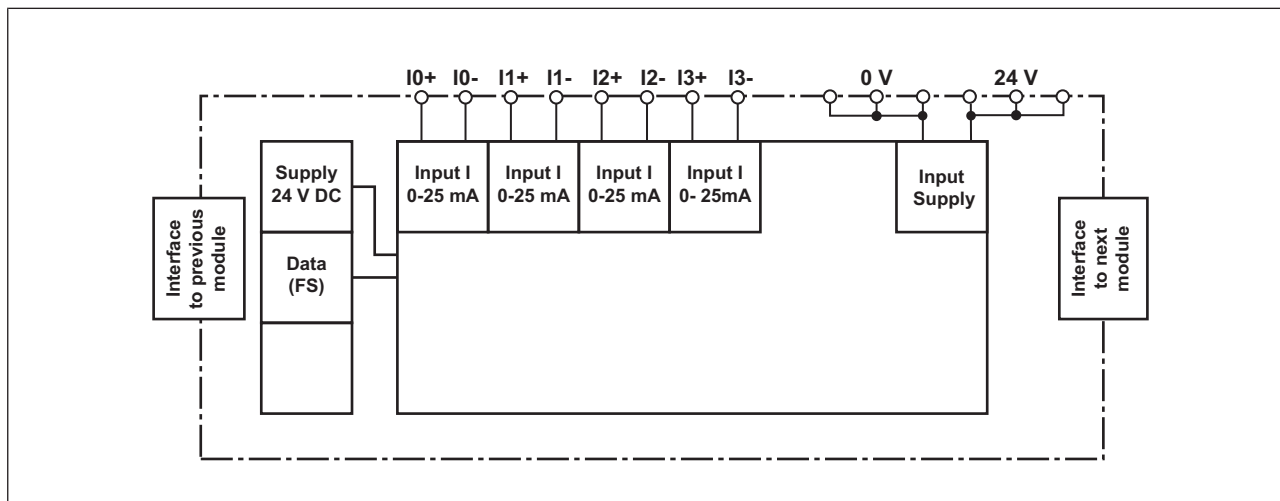 I0+ I0- I1+ I1- I2+ I2- I3+ I3- 0 V 24 V
Supply
24 V DC
Input I
0-25 mA
Input I
0-25 mA
Input I
0-25 mA
Input I
0- 25mA
Input
Supply
Interface
to previous
module
Data
(FS)
Interface
to next
module